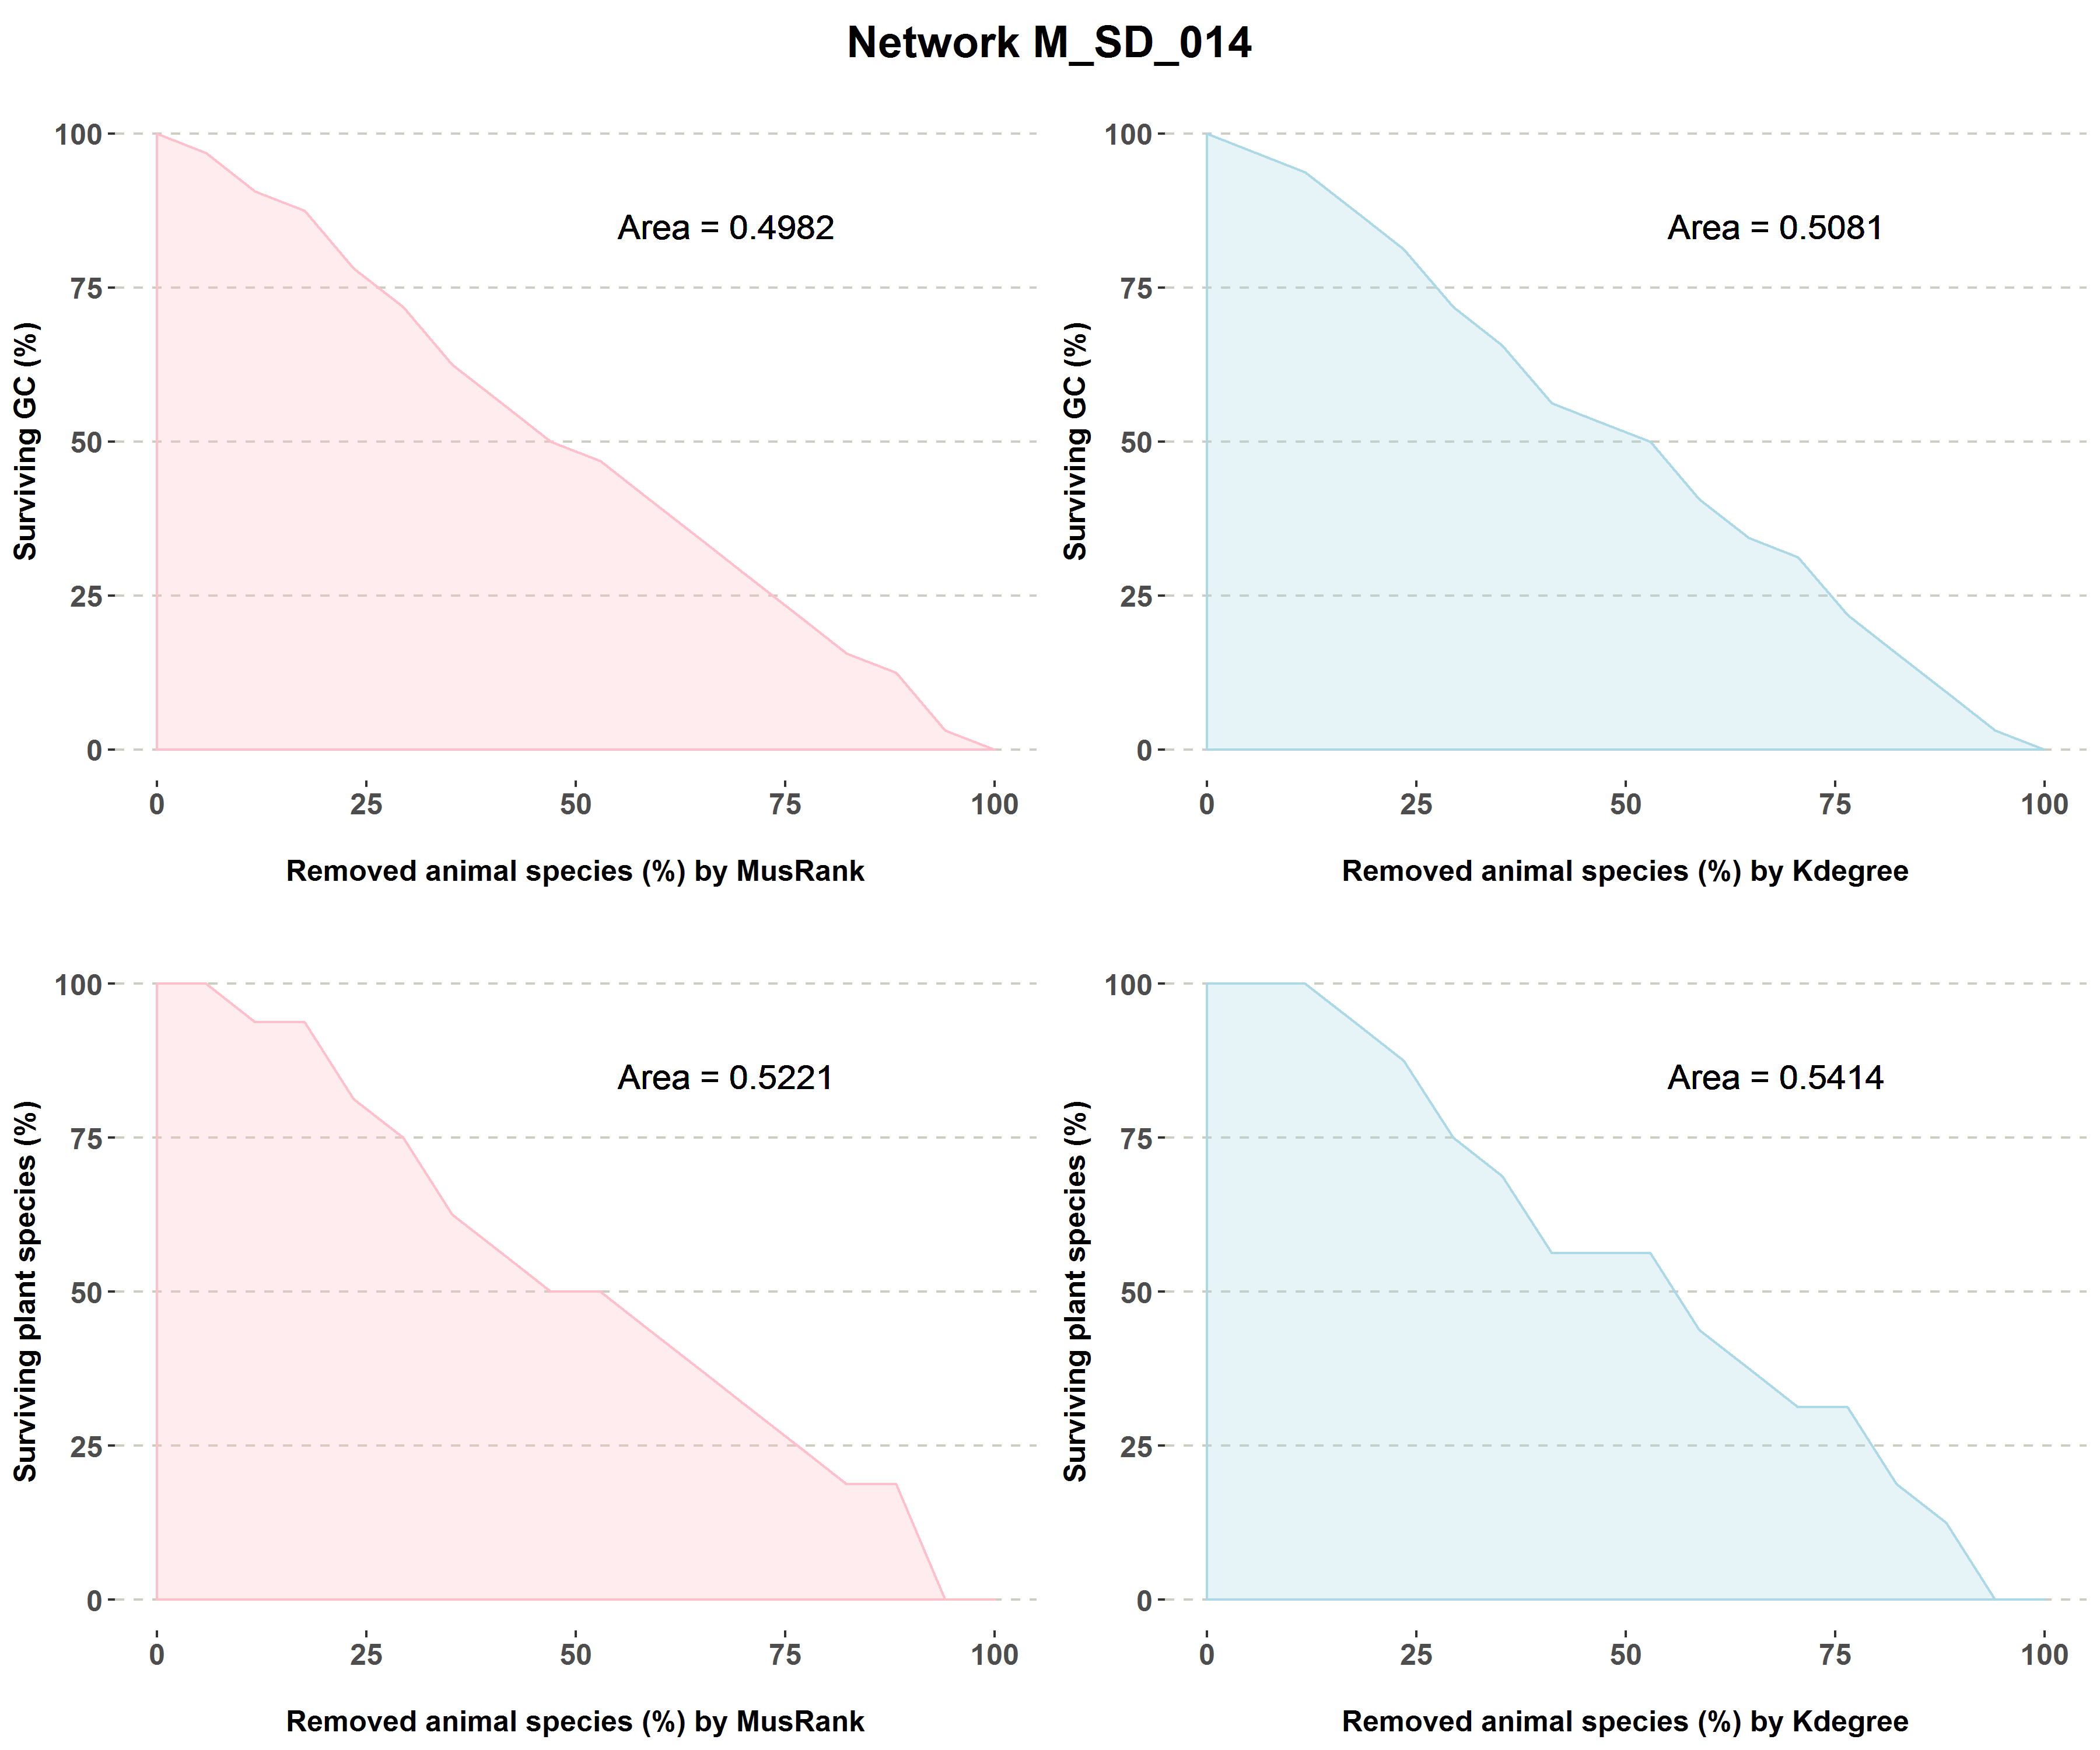 Network M_SD_014
100
75
50
25
0
Surviving GC (%)
Area = 0.4982
0 25 50 75 100
Removed animal species (%) by MusRank
100
75
50
25
0
Surviving GC (%)
Area = 0.5081
0 25 50 75 100
Removed animal species (%) by Kdegree
100
75
50
25
0
Surviving plant species (%)
Area = 0.5221
0 25 50 75 100
Removed animal species (%) by MusRank
100
75
50
25
0
Surviving plant species (%)
Area = 0.5414
0 25 50 75 100
Removed animal species (%) by Kdegree